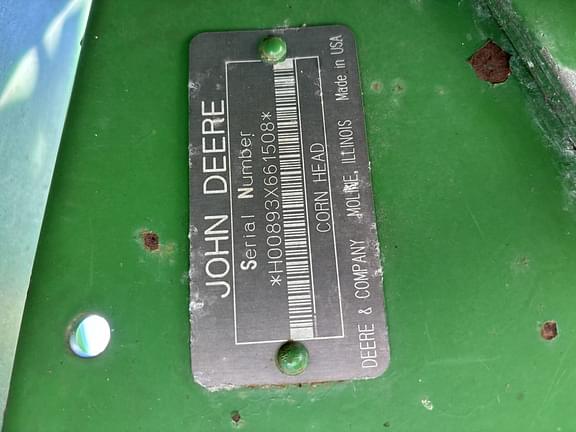 JOHN DEERE
Serial Number
*H00893X661508*
CORN HEAD
DEERE & COMPANY MOLINE, ILLINOIS Made in USA